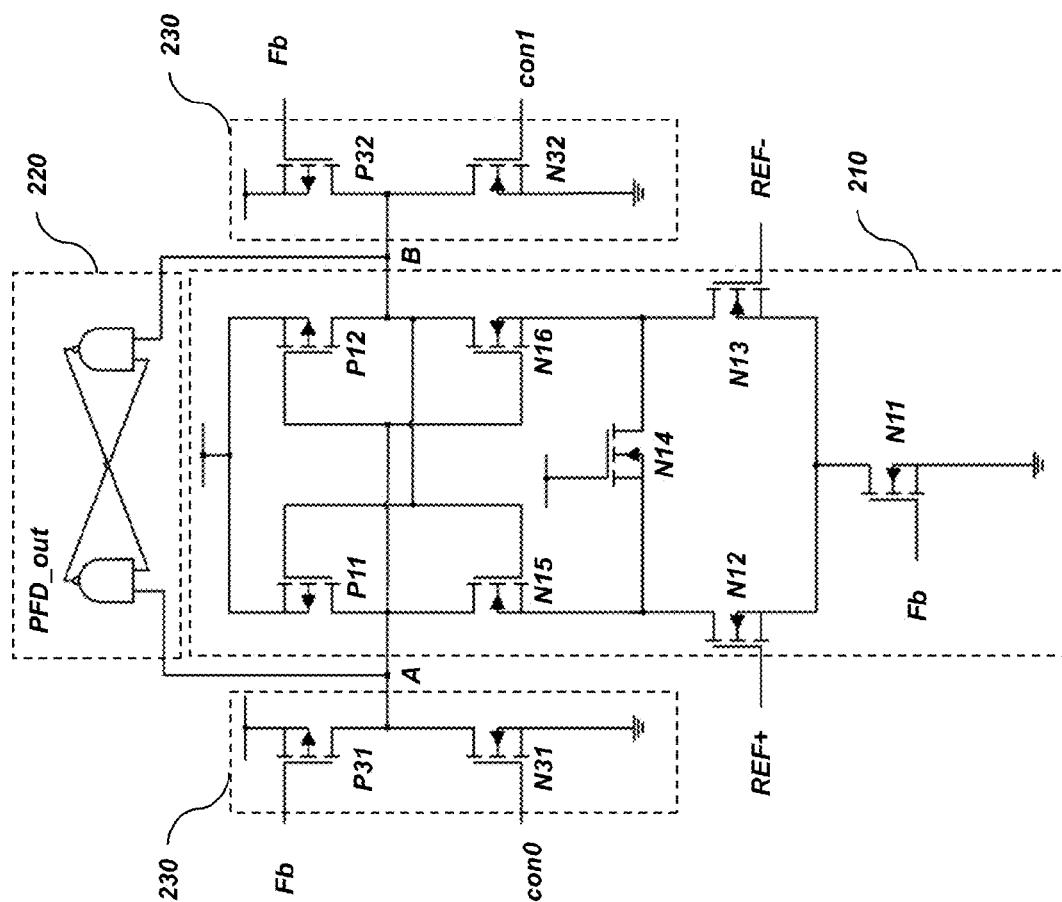 220
230
PFD_out
Fb
Fb
P31
P11
P12
P32
con0
con1
N31
N15
N16
N32
A
B
230
N14
REF+
REF-
N12
N13
210
Fb
N11